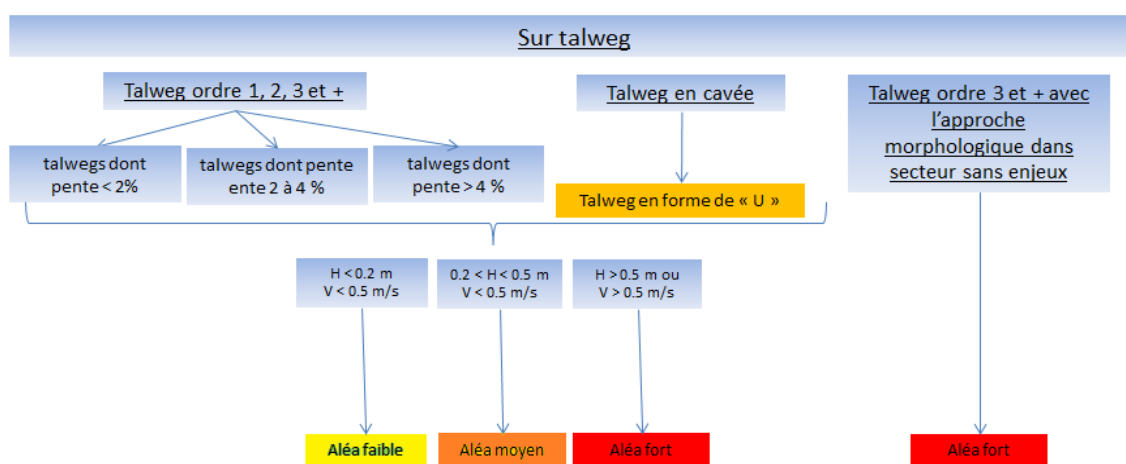 Sur talweg
Talweg ordre 1, 2, 3 et +
Talweg en cavée
Talweg ordre 3 et + avec
l'approche
morphologique dans
secteur sans enjeux
talwegs dont
pente < 2%
talwegs dont pente
ente 2 à 4 %
talwegs dont
pente > 4 %
Talweg en forme de « U »
H < 0.2 m
V < 0.5 m/s
0.2 < H < 0.5 m
V < 0.5 m/s
H > 0.5 m ou
V > 0.5 m/s
Aléa faible
Aléa moyen
Aléa fort
Aléa fort